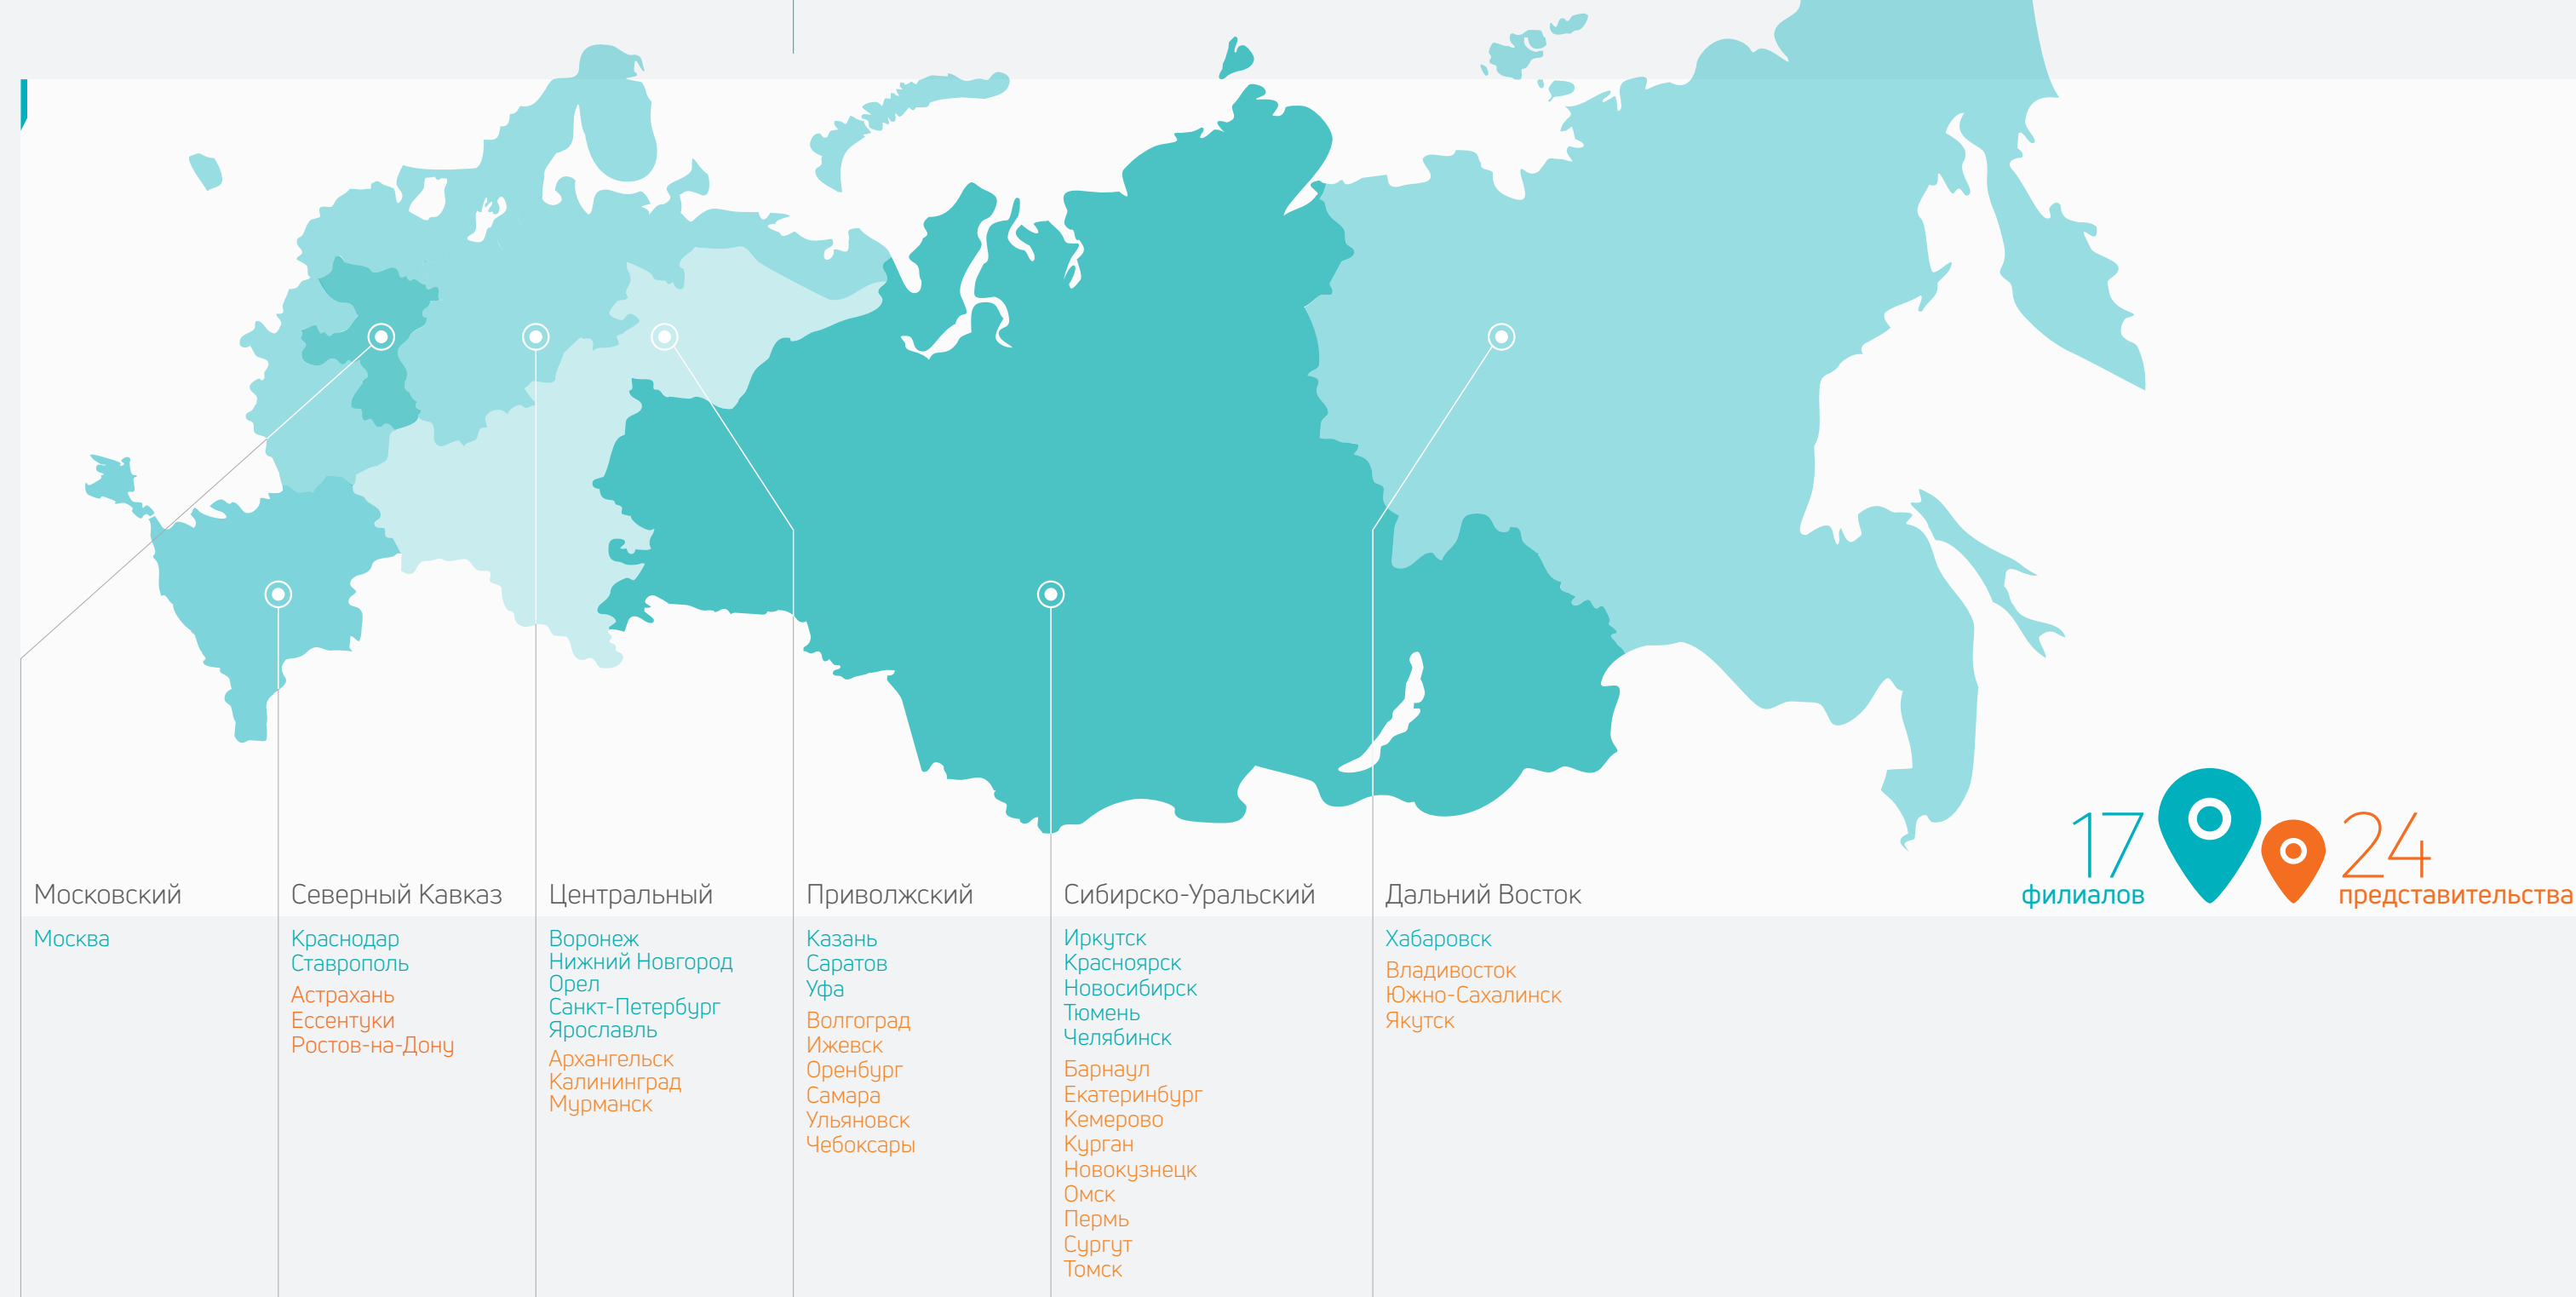 17
филиалов
24
представительства
Московский
Москва
Северный Кавказ
Краснодар
Ставрополь
Астрахань
Ессентуки
Ростов-на-Дону
Центральный
Воронеж
Нижний Новгород
Орел
Санкт-Петербург
Ярославль
Архангельск
Калининград
Мурманск
Приволжский
Казань
Саратов
Уфа
Волгоград
Ижевск
Оренбург
Самара
Ульяновск
Чебоксары
Сибирско-Уральский
Иркутск
Красноярск
Новосибирск
Тюмень
Челябинск
Барнаул
Екатеринбург
Кемерово
Курган
Новокузнецк
Омск
Пермь
Сургут
Томск
Дальний Восток
Хабаровск
Владивосток
Южно-Сахалинск
Якутск